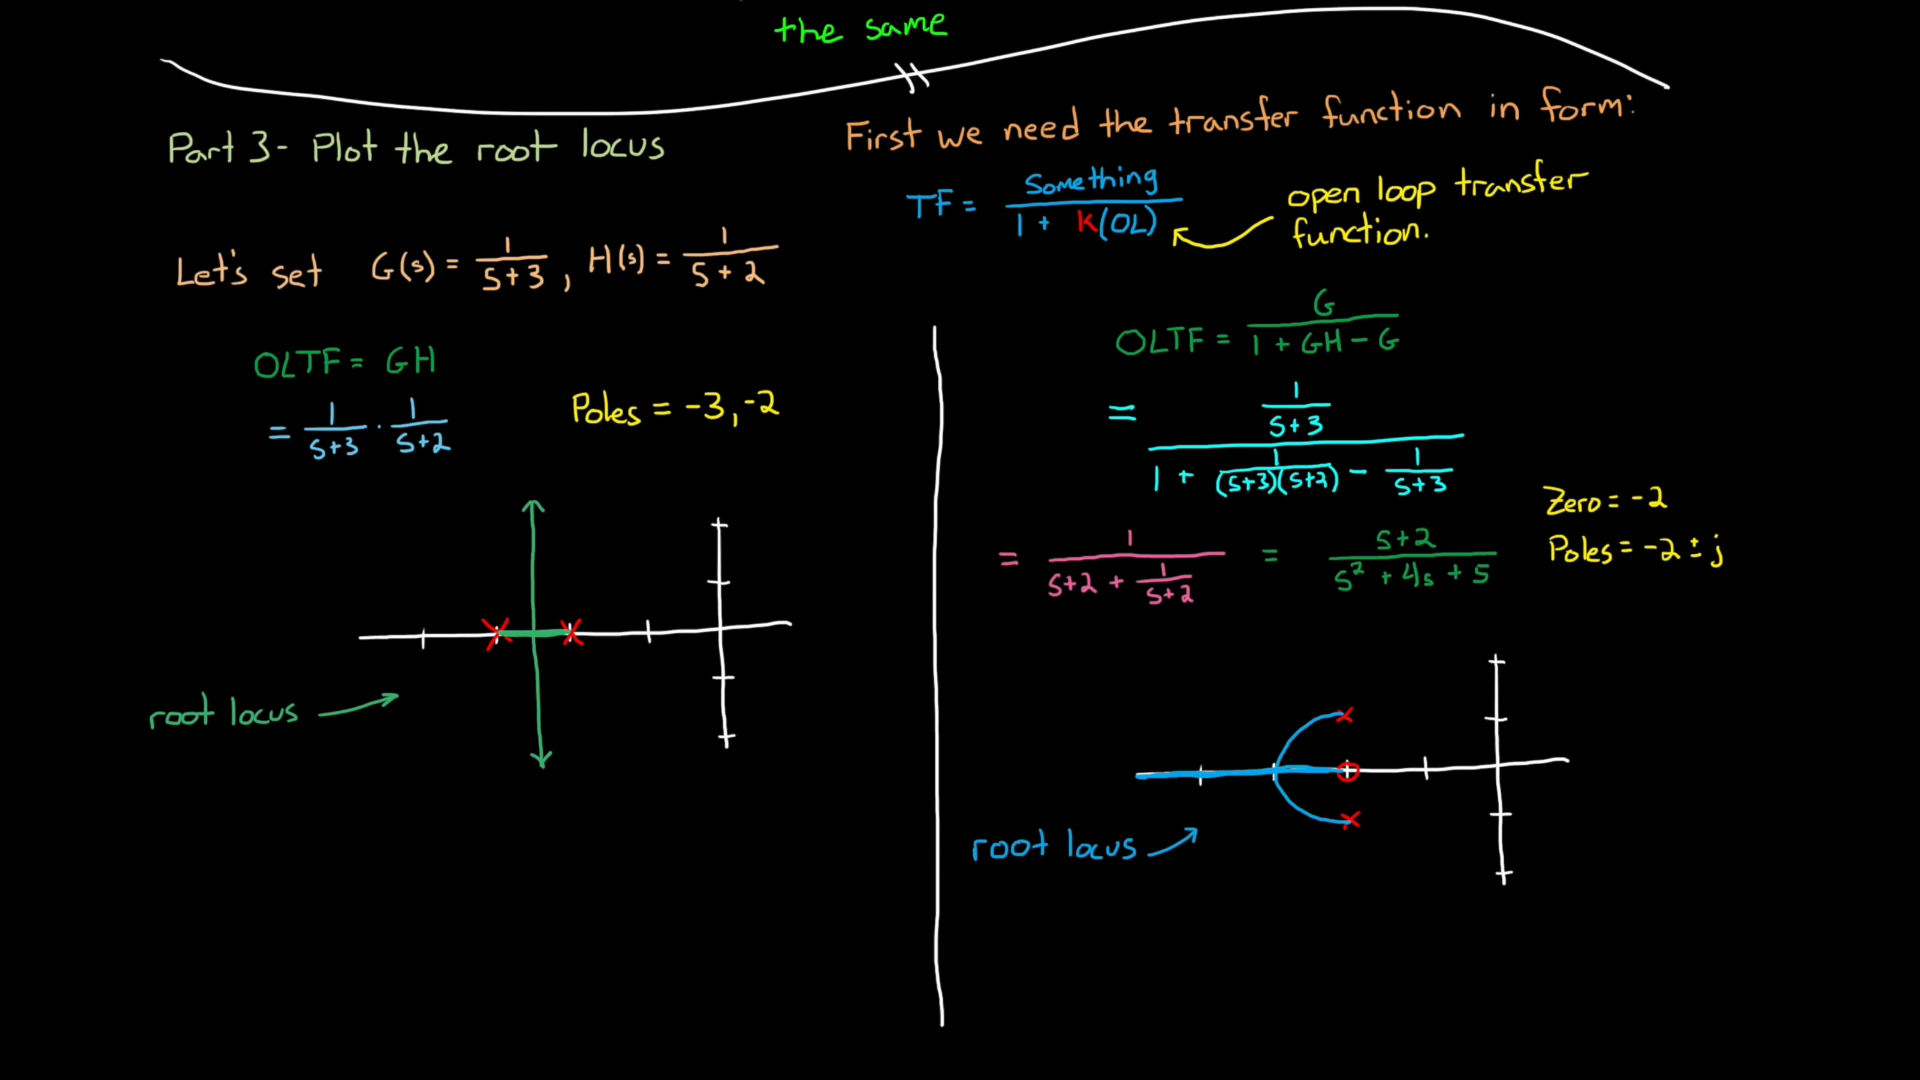 the same
Part 3- Plot the root locus
Let's set G(s) = 1/(s+3), H(s) = 1/(s+2)
OLTF = GH
= 1/(s+3) · 1/(s+2)
Poles = -3, -2
root locus
First we need the transfer function in form:
TF = Something/(1 + K(OL))
open loop transfer
function.
OLTF = G/(1 + GH - G)
= (1/(s+3))/(1 + 1/((s+3)(s+2)) - 1/(s+3))
= 1/(s+2 + 1/(s+2)) = (s+2)/(s² + 4s + 5)
Zero = -2
Poles = -2 ± j
root locus